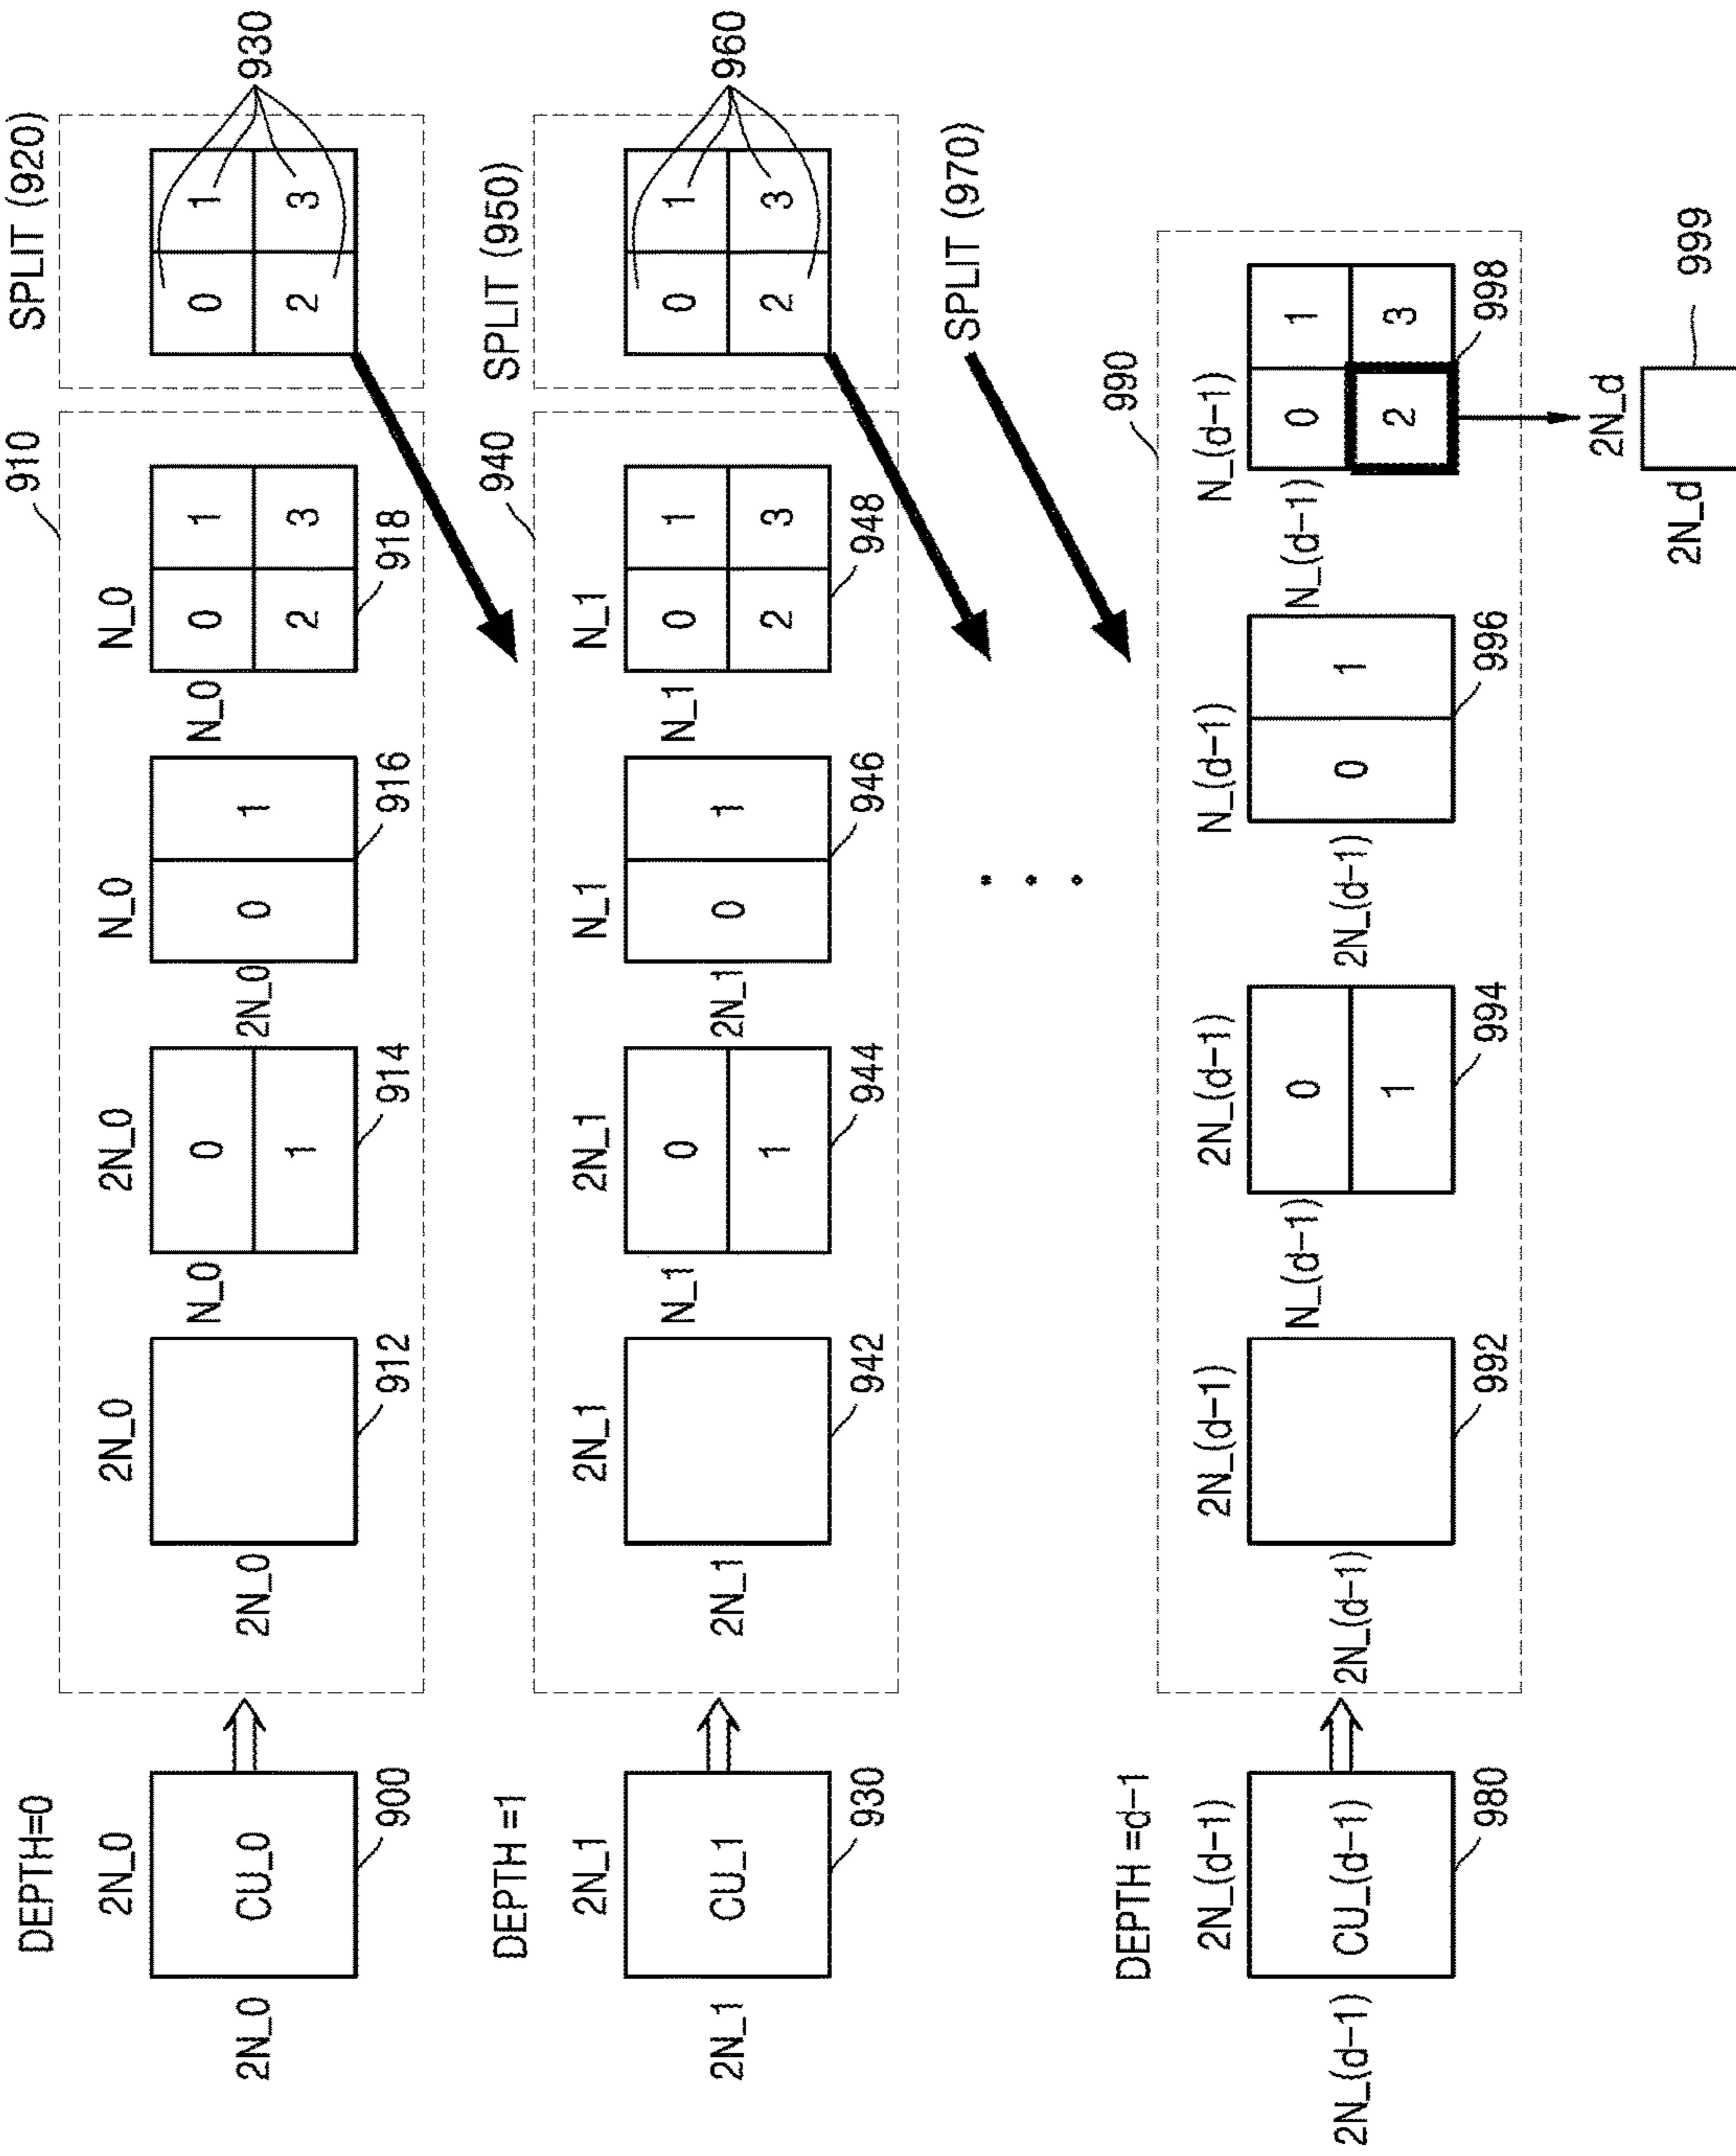 DEPTH=0
2N_0
2N_0
CU_0
900
910
2N_0
2N_0
912
2N_0
N_0
0
1
914
N_0
2N_0
0
1
916
N_0
N_0
0
1
2
3
918
SPLIT (920)
0
1
2
3
930
DEPTH =1
2N_1
2N_1
CU_1
930
940
2N_1
2N_1
942
2N_1
N_1
0
1
944
N_1
2N_1
0
1
946
N_1
N_1
0
1
2
3
948
SPLIT (950)
0
1
2
3
960
SPLIT (970)
DEPTH =d-1
2N_(d-1)
2N_(d-1)
CU_(d-1)
980
990
2N_(d-1)
2N_(d-1)
992
2N_(d-1)
N_(d-1)
0
1
994
N_(d-1)
2N_(d-1)
0
1
996
N_(d-1)
N_(d-1)
0
1
2
3
998
2N_d
2N_d
999